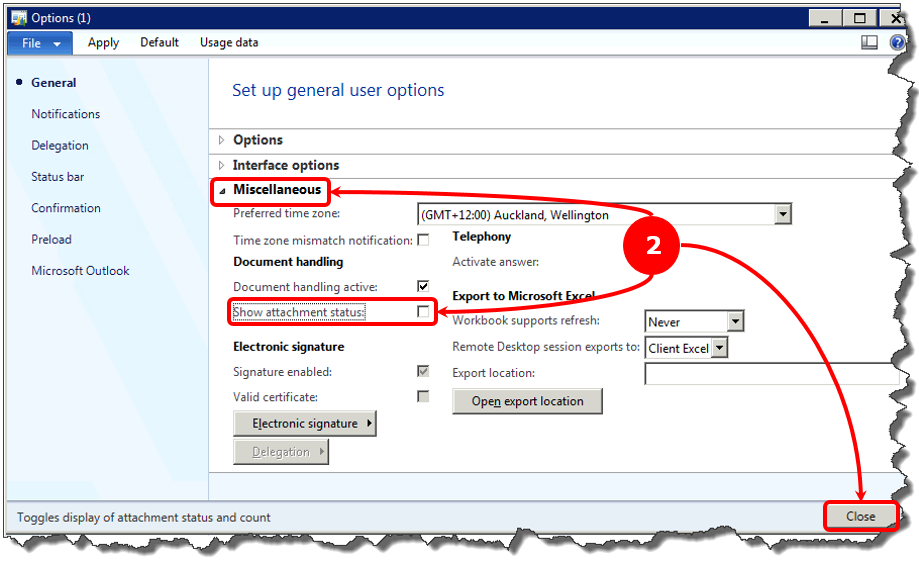 Options (1)
File Apply Default Usage data
General
Notifications
Delegation
Status bar
Confirmation
Preload
Microsoft Outlook
Set up general user options
Options
Interface options
Miscellaneous
Preferred time zone: (GMT+12:00) Auckland, Wellington
Time zone mismatch notification:
Document handling
Document handling active:
Show attachment status:
Electronic signature
Signature enabled:
Valid certificate:
Electronic signature
Delegation
Telephony
Activate answer:
Export to Microsoft Excel
Workbook supports refresh: Never
Remote Desktop session exports to: Client Excel
Export location:
Open export location
2
Toggles display of attachment status and count
Close